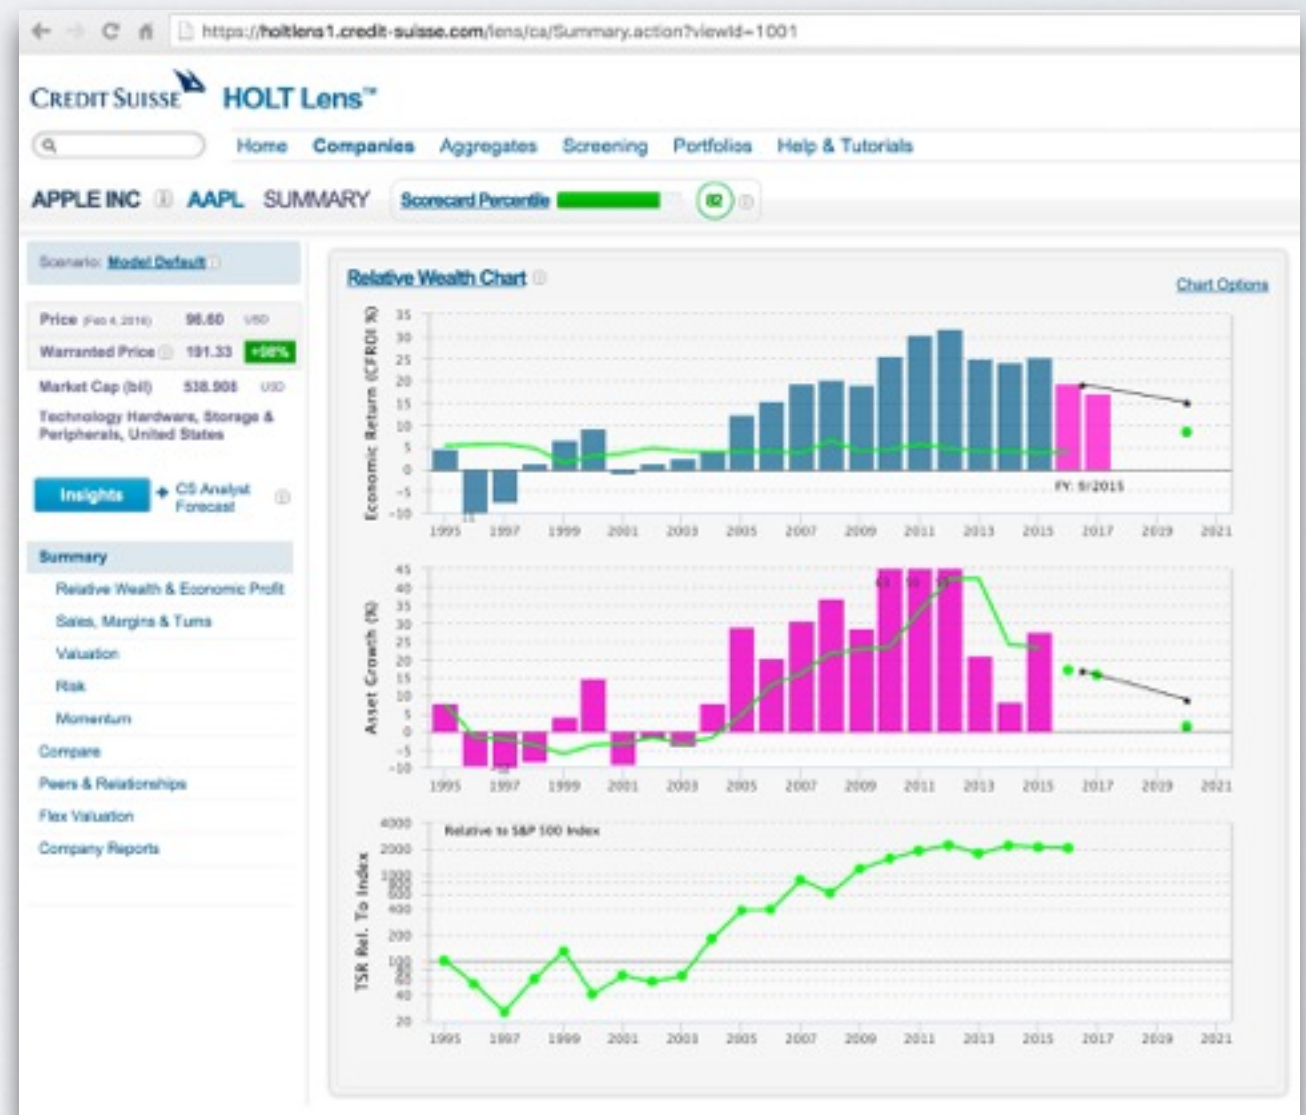 https://holtlens1.credit-suisse.com/lens/ca/Summary.action?viewId=1001
CREDIT SUISSE HOLT Lens™
Home Companies Aggregates Screening Portfolios Help & Tutorials
APPLE INC AAPL SUMMARY Scorecard Percentile 82
Scenario: Model Default
Price (Feb 4, 2016) 96.60 USD
Warranted Price 191.33 +98%
Market Cap (bil) 538.906 USD
Technology Hardware, Storage &
Peripherals, United States
Insights CS Analyst
Forecast
Summary
Relative Wealth & Economic Profit
Sales, Margins & Turns
Valuation
Risk
Momentum
Compare
Peers & Relationships
Flex Valuation
Company Reports
Relative Wealth Chart
Chart Options
Economic Return (CFROI %)
35
30
25
20
15
10
5
0
-5
-10
FY: 9/2015
1995 1997 1999 2001 2003 2005 2007 2009 2011 2013 2015 2017 2019 2021
Asset Growth (%)
45
40
35
30
25
20
15
10
5
0
-5
-10
1995 1997 1999 2001 2003 2005 2007 2009 2011 2013 2015 2017 2019 2021
TSR Rel. To Index
Relative to S&P 500 Index
4000
2000
1000
400
200
100
40
20
1995 1997 1999 2001 2003 2005 2007 2009 2011 2013 2015 2017 2019 2021